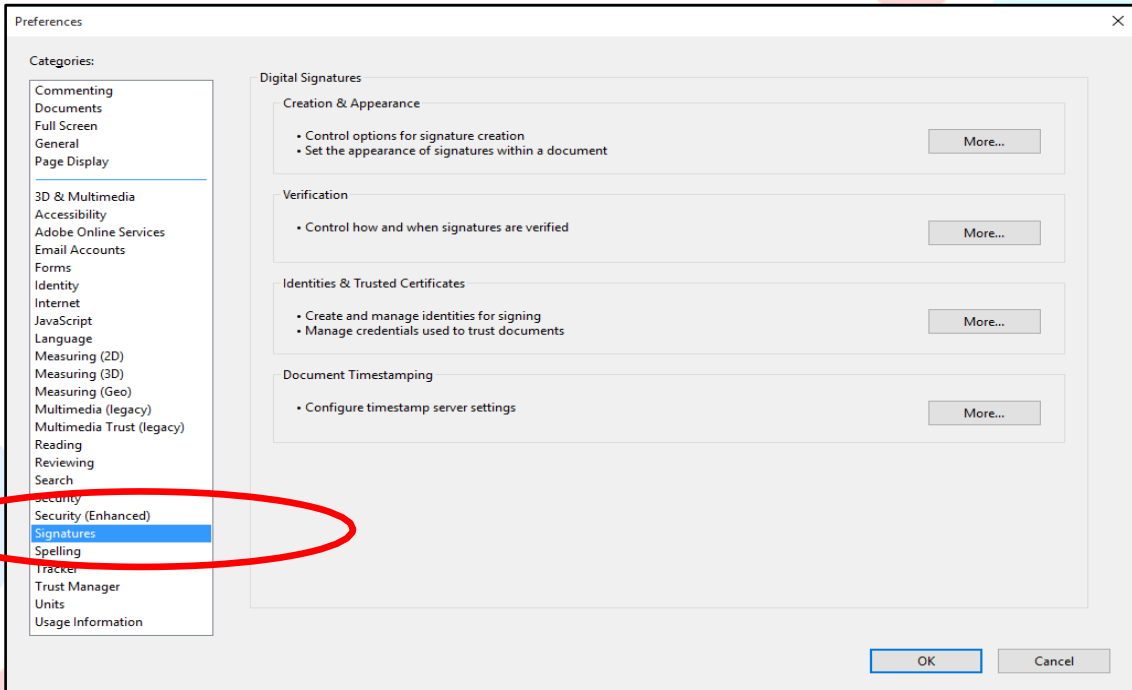 Preferences
Categories:
Commenting
Documents
Full Screen
General
Page Display
3D & Multimedia
Accessibility
Adobe Online Services
Email Accounts
Forms
Identity
Internet
JavaScript
Language
Measuring (2D)
Measuring (3D)
Measuring (Geo)
Multimedia (legacy)
Multimedia Trust (legacy)
Reading
Reviewing
Search
Security
Security (Enhanced)
Signatures
Spelling
Tracker
Trust Manager
Units
Usage Information
Digital Signatures
Creation & Appearance
• Control options for signature creation
• Set the appearance of signatures within a document
More...
Verification
• Control how and when signatures are verified
More...
Identities & Trusted Certificates
• Create and manage identities for signing
• Manage credentials used to trust documents
More...
Document Timestamping
• Configure timestamp server settings
More...
OK
Cancel